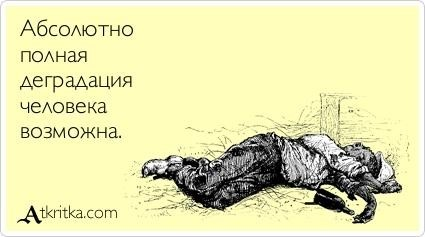 Абсолютно
полная
деградация
человека
возможна.
Atkritka.com